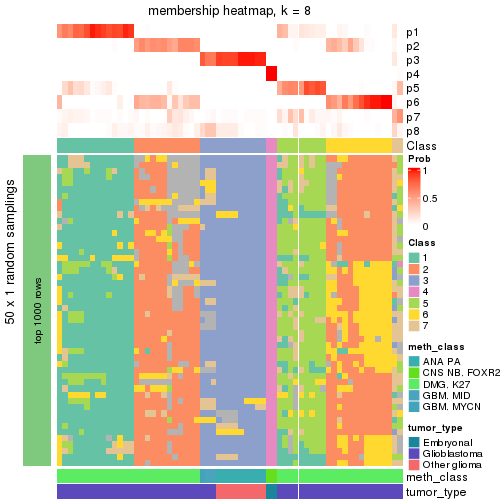 membership heatmap, k = 8
p1
p2
p3
p4
p5
p6
p7
p8
Class
50 x 1 random samplings
top 1000 rows
meth_class
tumor_type
Prob
1
0.5
0
Class
1
2
3
4
5
6
7
meth_class
ANA PA
CNS NB. FOXR2
DMG. K27
GBM. MID
GBM. MYCN
tumor_type
Embryonal
Glioblastoma
Other glioma